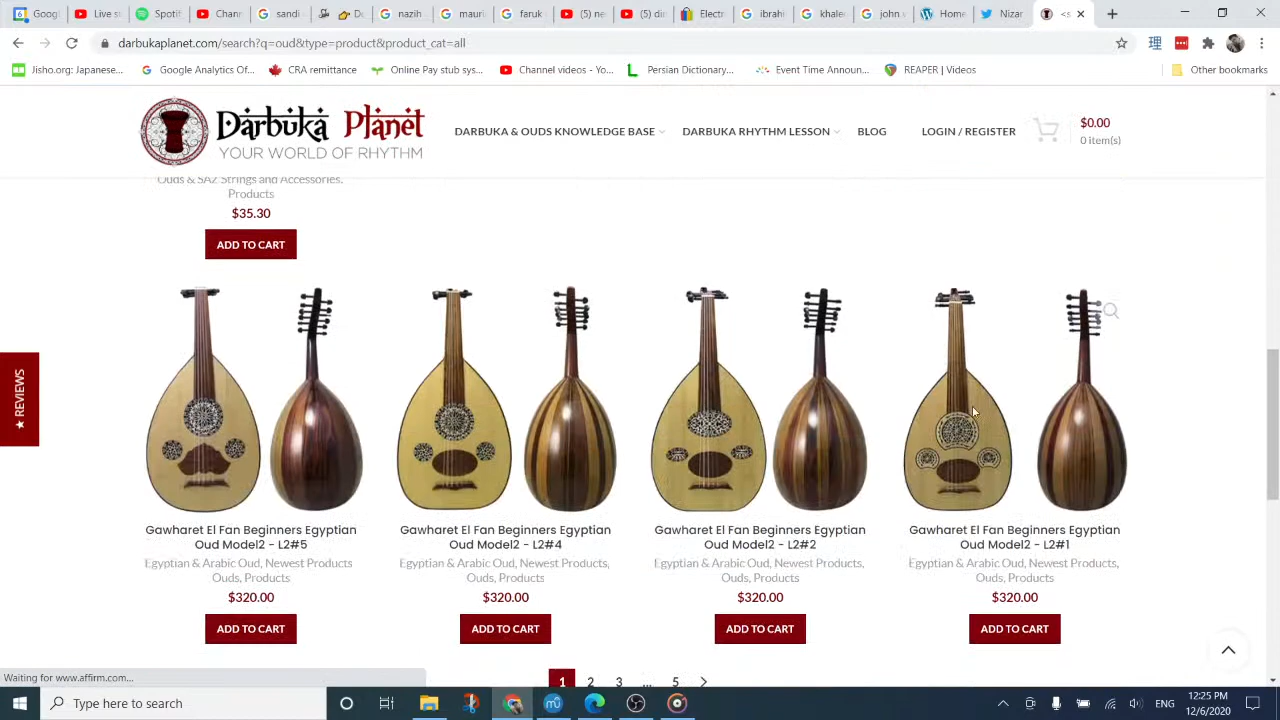 Google
Google
ibrahi
kaleid
Google
Google
Home
darbukaplanet.com/search?q=oud&type=product&product_cat=all
Jisho.org: Japanese...
Google Analytics Of...
CRA remittance
Online Pay stub sys...
Channel videos - Yo...
Persian Dictionary...
Event Time Announ...
REAPER | Videos
Other bookmarks
Darbuka Planet
YOUR WORLD OF RHYTHM
DARBUKA & OUDS KNOWLEDGE BASE
DARBUKA RHYTHM LESSON
BLOG
LOGIN / REGISTER
$0.00
0 item(s)
Ouds & SAZ Strings and Accessories,
Products
$35.30
ADD TO CART
★ REVIEWS
Gawharet El Fan Beginners Egyptian
Oud Model2 - L2#5
Egyptian & Arabic Oud, Newest Products
Ouds, Products
$320.00
ADD TO CART
Gawharet El Fan Beginners Egyptian
Oud Model2 - L2#4
Egyptian & Arabic Oud, Newest Products,
Ouds, Products
$320.00
ADD TO CART
Gawharet El Fan Beginners Egyptian
Oud Model2 - L2#2
Egyptian & Arabic Oud, Newest Products,
Ouds, Products
$320.00
ADD TO CART
Gawharet El Fan Beginners Egyptian
Oud Model2 - L2#1
Egyptian & Arabic Oud, Newest Products,
Ouds, Products
$320.00
ADD TO CART
1 2 3 ... 5
Waiting for www.affirm.com...
Type here to search
ENG
12:25 PM
12/6/2020